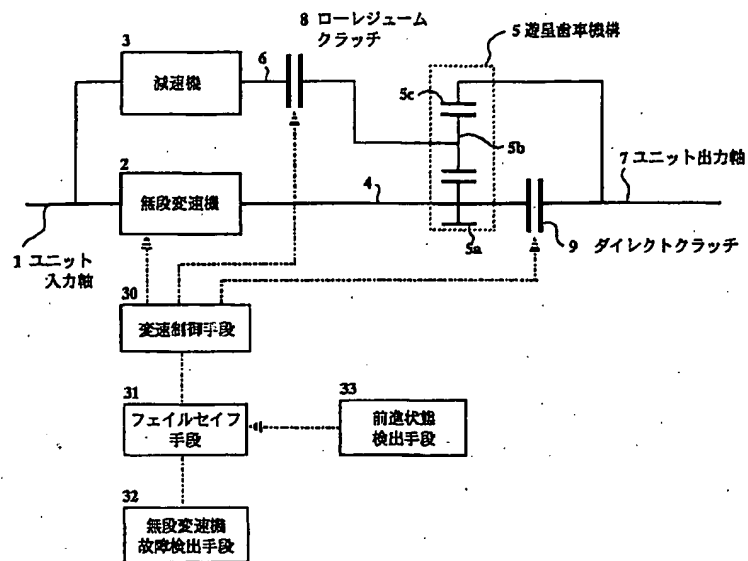 8 ローレジューム
クラッチ
5 遊星歯車機構
3
減速機
6
5c
5b
2
無段変速機
4
7 ユニット出力軸
1 ユニット
入力軸
5a
9 ダイレクトクラッチ
30
変速制御手段
31
フェイルセイフ
手段
33
前進状態
検出手段
32
無段変速機
故障検出手段